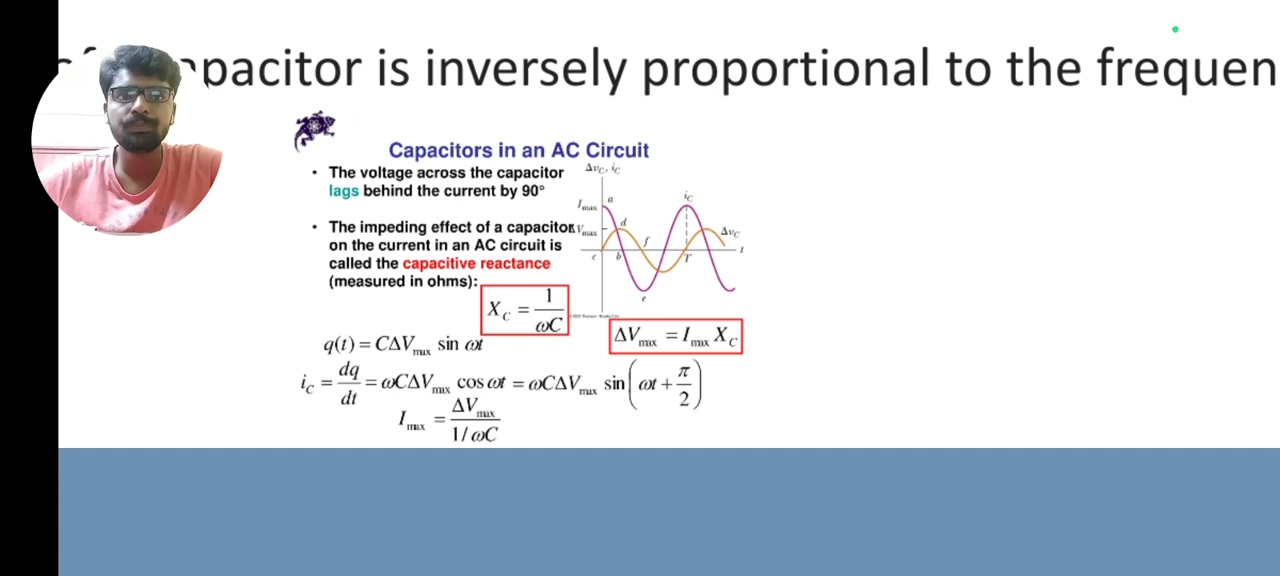 pacitor is inversely proportional to the frequen
Capacitors in an AC Circuit
• The voltage across the capacitor
lags behind the current by 90°
• The impeding effect of a capacitor
on the current in an AC circuit is
called the capacitive reactance
(measured in ohms):
X_C = 1/ωC
Δv_C, i_C
I_max
a
V_max
d
f
i_C
Δv_C
t
c
b
T
e
ΔV_max = I_max X_C
q(t) = CΔV_max sin ωt
i_C = dq/dt = ωCΔV_max cos ωt = ωCΔV_max sin(ωt + π/2)
I_max = ΔV_max / 1/ωC